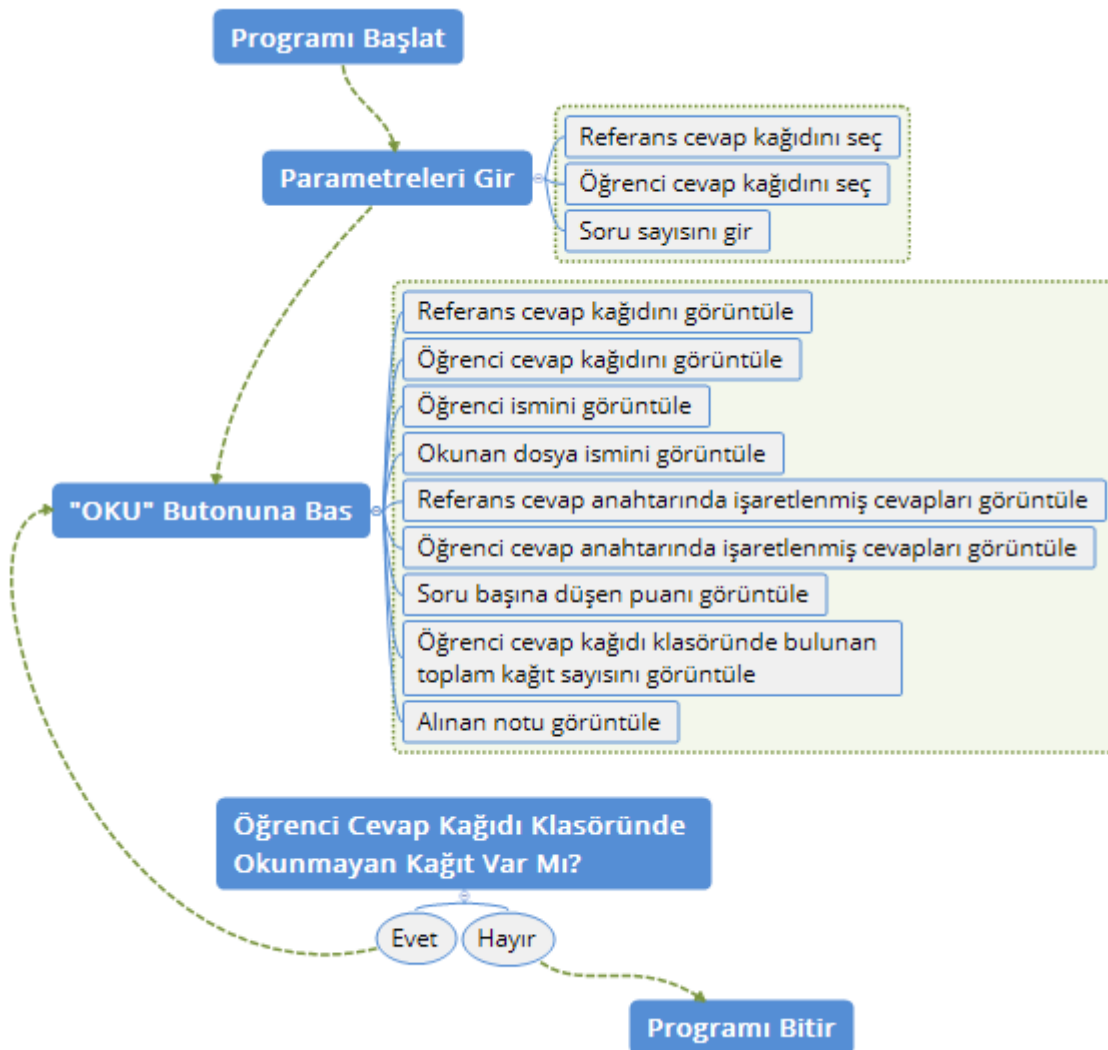 Programı Başlat
Parametreleri Gir
Referans cevap kağıdını seç
Öğrenci cevap kağıdını seç
Soru sayısını gir
"OKU" Butonuna Bas
Referans cevap kağıdını görüntüle
Öğrenci cevap kağıdını görüntüle
Öğrenci ismini görüntüle
Okunan dosya ismini görüntüle
Referans cevap anahtarında işaretlenmiş cevapları görüntüle
Öğrenci cevap anahtarında işaretlenmiş cevapları görüntüle
Soru başına düşen puanı görüntüle
Öğrenci cevap kağıdı klasöründe bulunan
toplam kağıt sayısını görüntüle
Alınan notu görüntüle
Öğrenci Cevap Kağıdı Klasöründe
Okunmayan Kağıt Var Mı?
Evet
Hayır
Programı Bitir